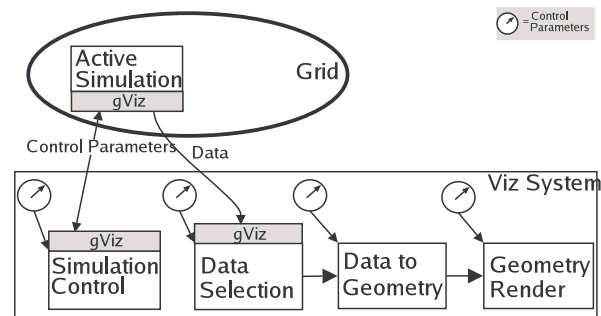 = Control
Parameters
Active
Simulation
gViz
Grid
Control Parameters
Data
Viz System
gViz
Simulation
Control
gViz
Data
Selection
Data to
Geometry
Geometry
Render